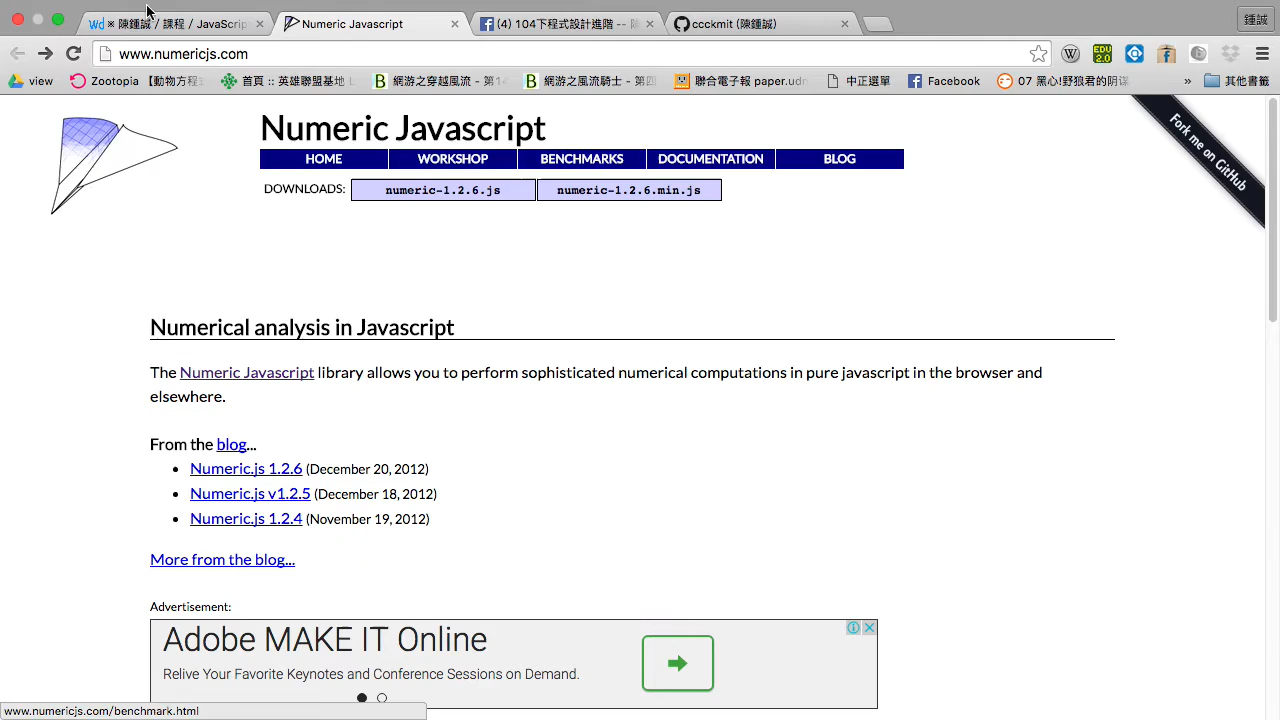 Wd ※ 陳鍾誠 / 課程 / JavaScrip
Numeric Javascript
(4) 104下程式設計進階 -- 陳
ccckmit (陳鍾誠)
鍾誠
www.numericjs.com
view
Zootopia 【動物方程
首頁 :: 英雄聯盟基地
網游之穿越風流 - 第1
網游之風流騎士 - 第四
聯合電子報 paper.udn
中正選單
Facebook
07 黑心!野狼君的阴谋
»
其他書籤
EDU 2.0
Numeric Javascript
HOME
WORKSHOP
BENCHMARKS
DOCUMENTATION
BLOG
DOWNLOADS:
numeric-1.2.6.js
numeric-1.2.6.min.js
Fork me on GitHub
Numerical analysis in Javascript
The Numeric Javascript library allows you to perform sophisticated numerical computations in pure javascript in the browser and
elsewhere.
From the blog...
• Numeric.js 1.2.6 (December 20, 2012)
• Numeric.js v1.2.5 (December 18, 2012)
• Numeric.js 1.2.4 (November 19, 2012)
More from the blog...
Advertisement:
Adobe MAKE IT Online
Relive Your Favorite Keynotes and Conference Sessions on Demand.
www.numericjs.com/benchmark.html